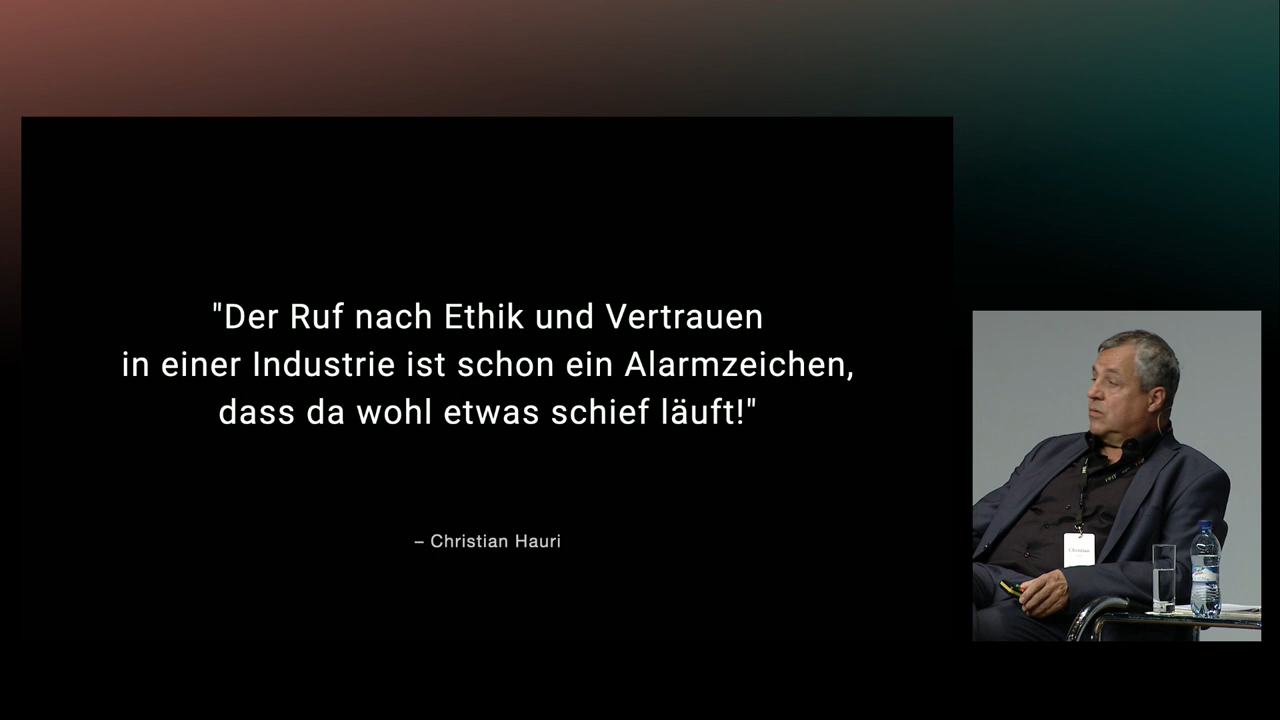 "Der Ruf nach Ethik und Vertrauen
in einer Industrie ist schon ein Alarmzeichen,
dass da wohl etwas schief läuft!"
– Christian Hauri
Christian